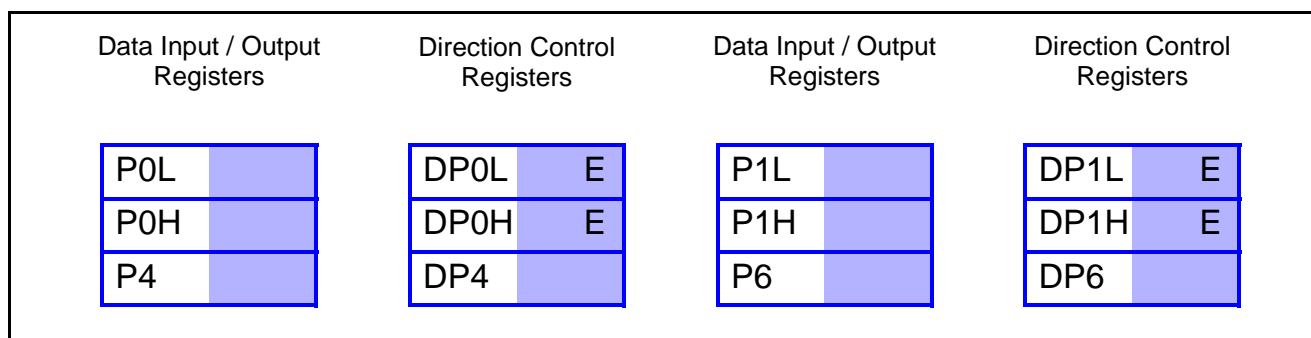 Data Input / Output
Registers
Direction Control
Registers
Data Input / Output
Registers
Direction Control
Registers
P0L
DP0L E
P1L
DP1L E
P0H
DP0H E
P1H
DP1H E
P4
DP4
P6
DP6